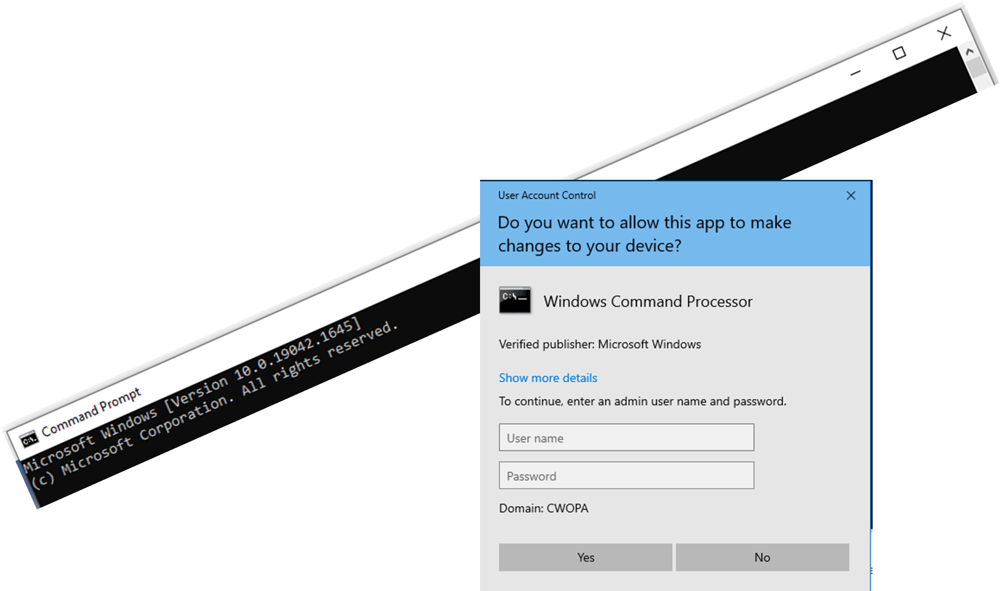 Command Prompt
Microsoft Windows [Version 10.0.19042.1645]
(c) Microsoft Corporation. All rights reserved.
User Account Control
Do you want to allow this app to make
changes to your device?
C:\_
Windows Command Processor
Verified publisher: Microsoft Windows
Show more details
To continue, enter an admin user name and password.
User name
Password
Domain: CWOPA
Yes
No